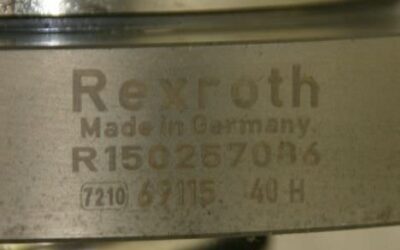 Rexroth
Made in Germany.
R150257086
7210 69115. 40 H